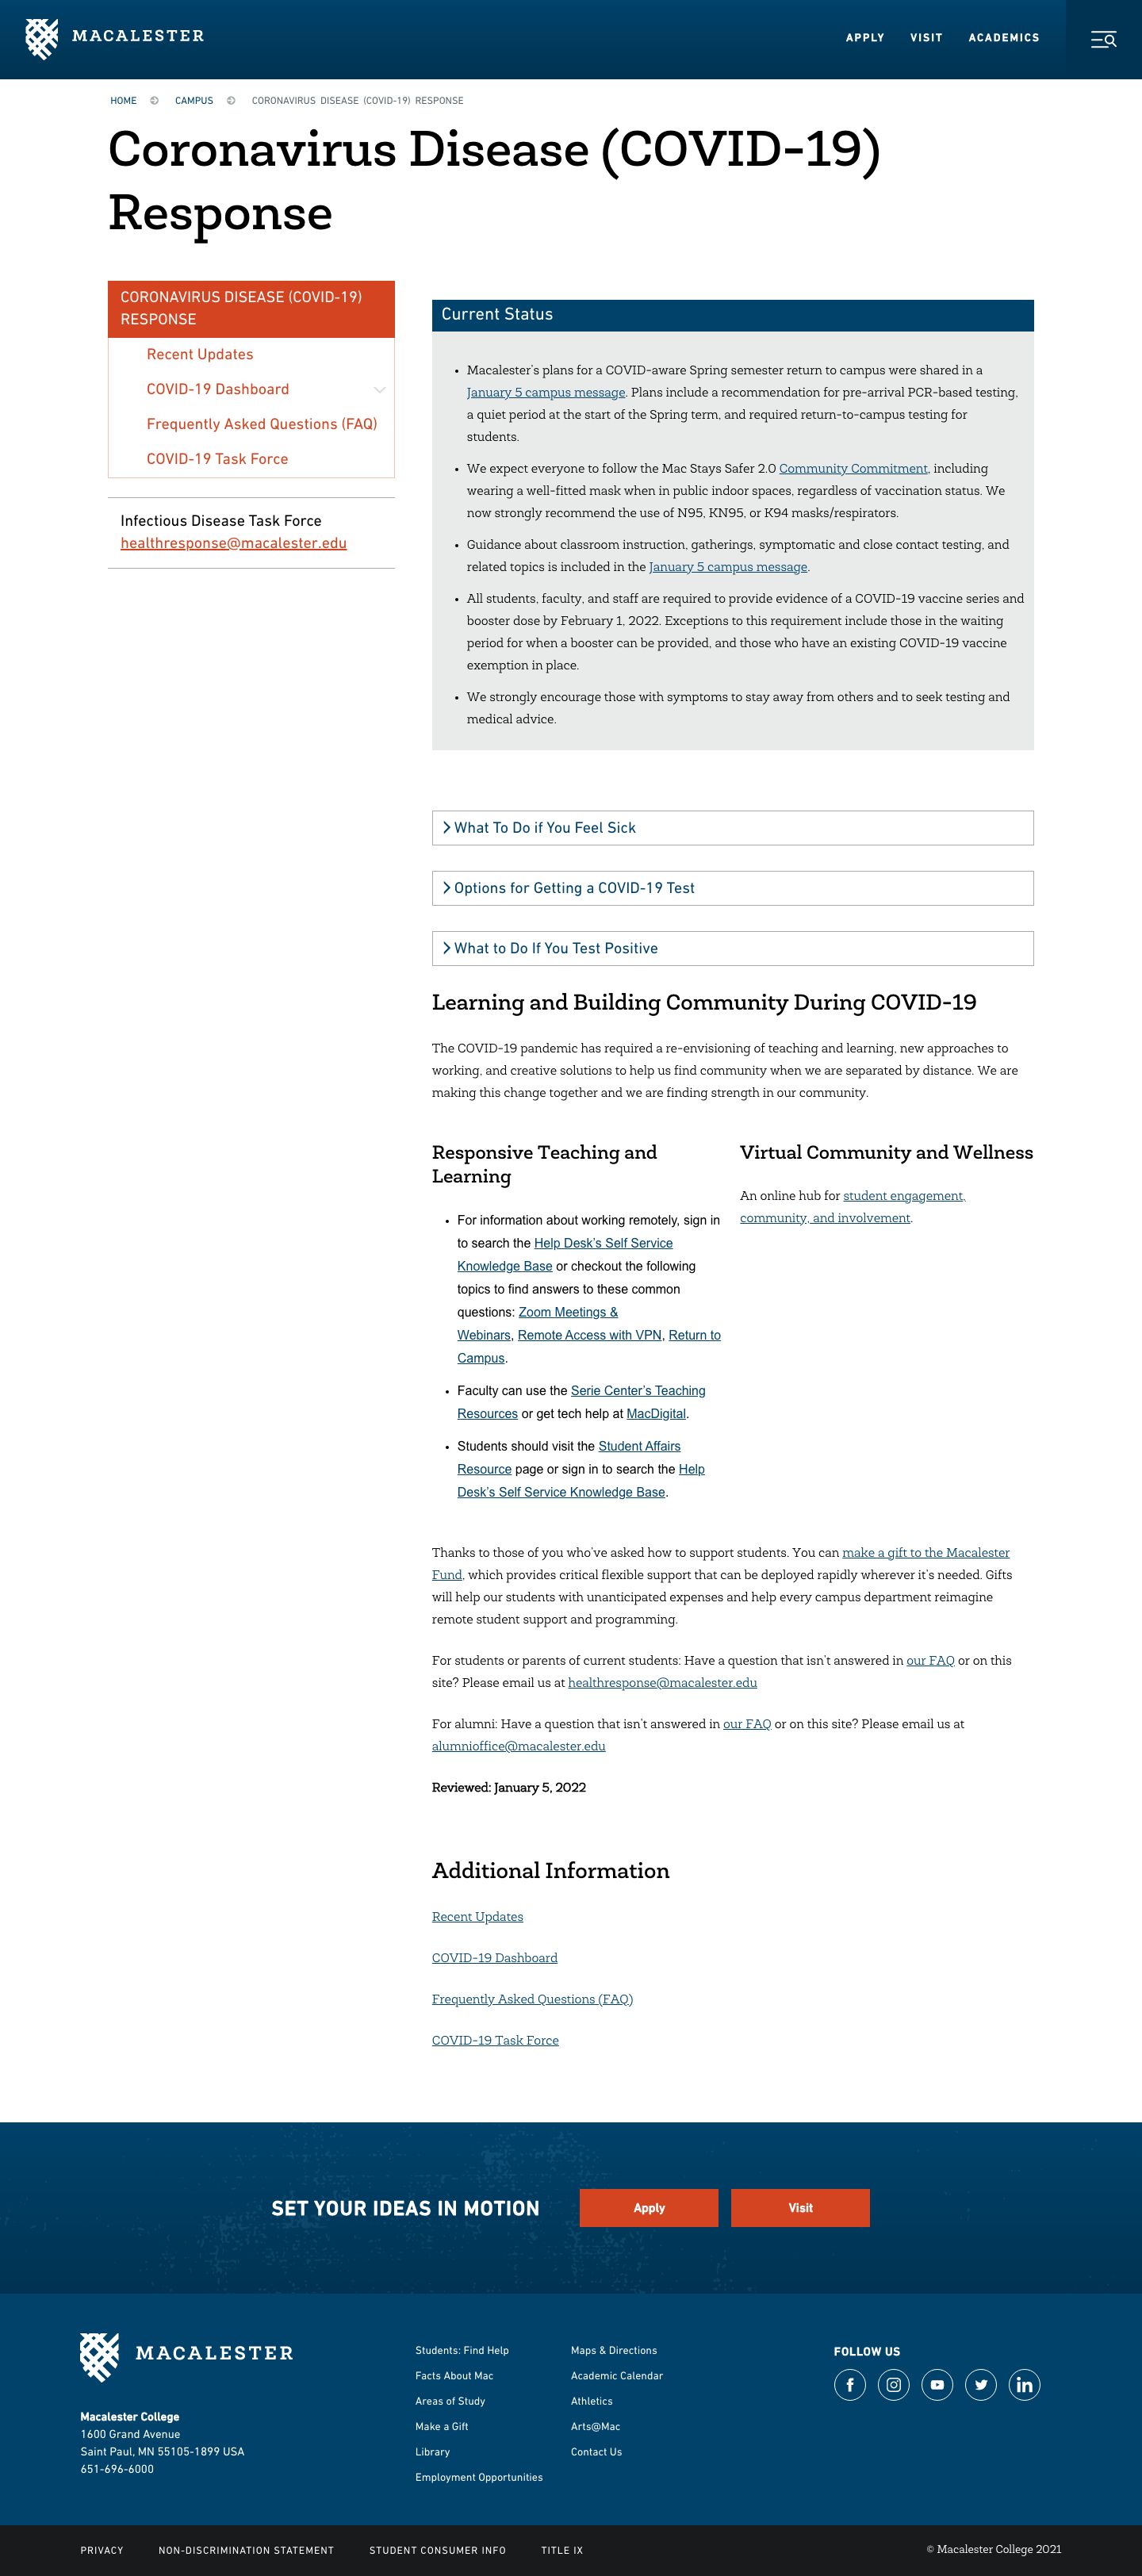 MACALESTER
APPLY VISIT ACADEMICS
HOME CAMPUS CORONAVIRUS DISEASE (COVID-19) RESPONSE
Coronavirus Disease (COVID-19)
Response
CORONAVIRUS DISEASE (COVID-19)
RESPONSE
Recent Updates
COVID-19 Dashboard
Frequently Asked Questions (FAQ)
COVID-19 Task Force
Infectious Disease Task Force
healthresponse@macalester.edu
Current Status
• Macalester's plans for a COVID-aware Spring semester return to campus were shared in a
January 5 campus message. Plans include a recommendation for pre-arrival PCR-based testing,
a quiet period at the start of the Spring term, and required return-to-campus testing for
students.
• We expect everyone to follow the Mac Stays Safer 2.0 Community Commitment, including
wearing a well-fitted mask when in public indoor spaces, regardless of vaccination status. We
now strongly recommend the use of N95, KN95, or K94 masks/respirators.
• Guidance about classroom instruction, gatherings, symptomatic and close contact testing, and
related topics is included in the January 5 campus message.
• All students, faculty, and staff are required to provide evidence of a COVID-19 vaccine series and
booster dose by February 1, 2022. Exceptions to this requirement include those in the waiting
period for when a booster can be provided, and those who have an existing COVID-19 vaccine
exemption in place.
• We strongly encourage those with symptoms to stay away from others and to seek testing and
medical advice.
What To Do if You Feel Sick
Options for Getting a COVID-19 Test
What to Do If You Test Positive
Learning and Building Community During COVID-19
The COVID-19 pandemic has required a re-envisioning of teaching and learning, new approaches to
working, and creative solutions to help us find community when we are separated by distance. We are
making this change together and we are finding strength in our community.
Responsive Teaching and
Learning
• For information about working remotely, sign in
to search the Help Desk's Self Service
Knowledge Base or checkout the following
topics to find answers to these common
questions: Zoom Meetings &
Webinars, Remote Access with VPN, Return to
Campus.
• Faculty can use the Serie Center's Teaching
Resources or get tech help at MacDigital.
• Students should visit the Student Affairs
Resource page or sign in to search the Help
Desk's Self Service Knowledge Base.
Virtual Community and Wellness
An online hub for student engagement,
community, and involvement.
Thanks to those of you who've asked how to support students. You can make a gift to the Macalester
Fund, which provides critical flexible support that can be deployed rapidly wherever it's needed. Gifts
will help our students with unanticipated expenses and help every campus department reimagine
remote student support and programming.
For students or parents of current students: Have a question that isn't answered in our FAQ or on this
site? Please email us at healthresponse@macalester.edu
For alumni: Have a question that isn't answered in our FAQ or on this site? Please email us at
alumnioffice@macalester.edu
Reviewed: January 5, 2022
Additional Information
Recent Updates
COVID-19 Dashboard
Frequently Asked Questions (FAQ)
COVID-19 Task Force
SET YOUR IDEAS IN MOTION
Apply
Visit
MACALESTER
Macalester College
1600 Grand Avenue
Saint Paul, MN 55105-1899 USA
651-696-6000
Students: Find Help
Facts About Mac
Areas of Study
Make a Gift
Library
Employment Opportunities
Maps & Directions
Academic Calendar
Athletics
Arts@Mac
Contact Us
FOLLOW US
PRIVACY NON-DISCRIMINATION STATEMENT STUDENT CONSUMER INFO TITLE IX
© Macalester College 2021